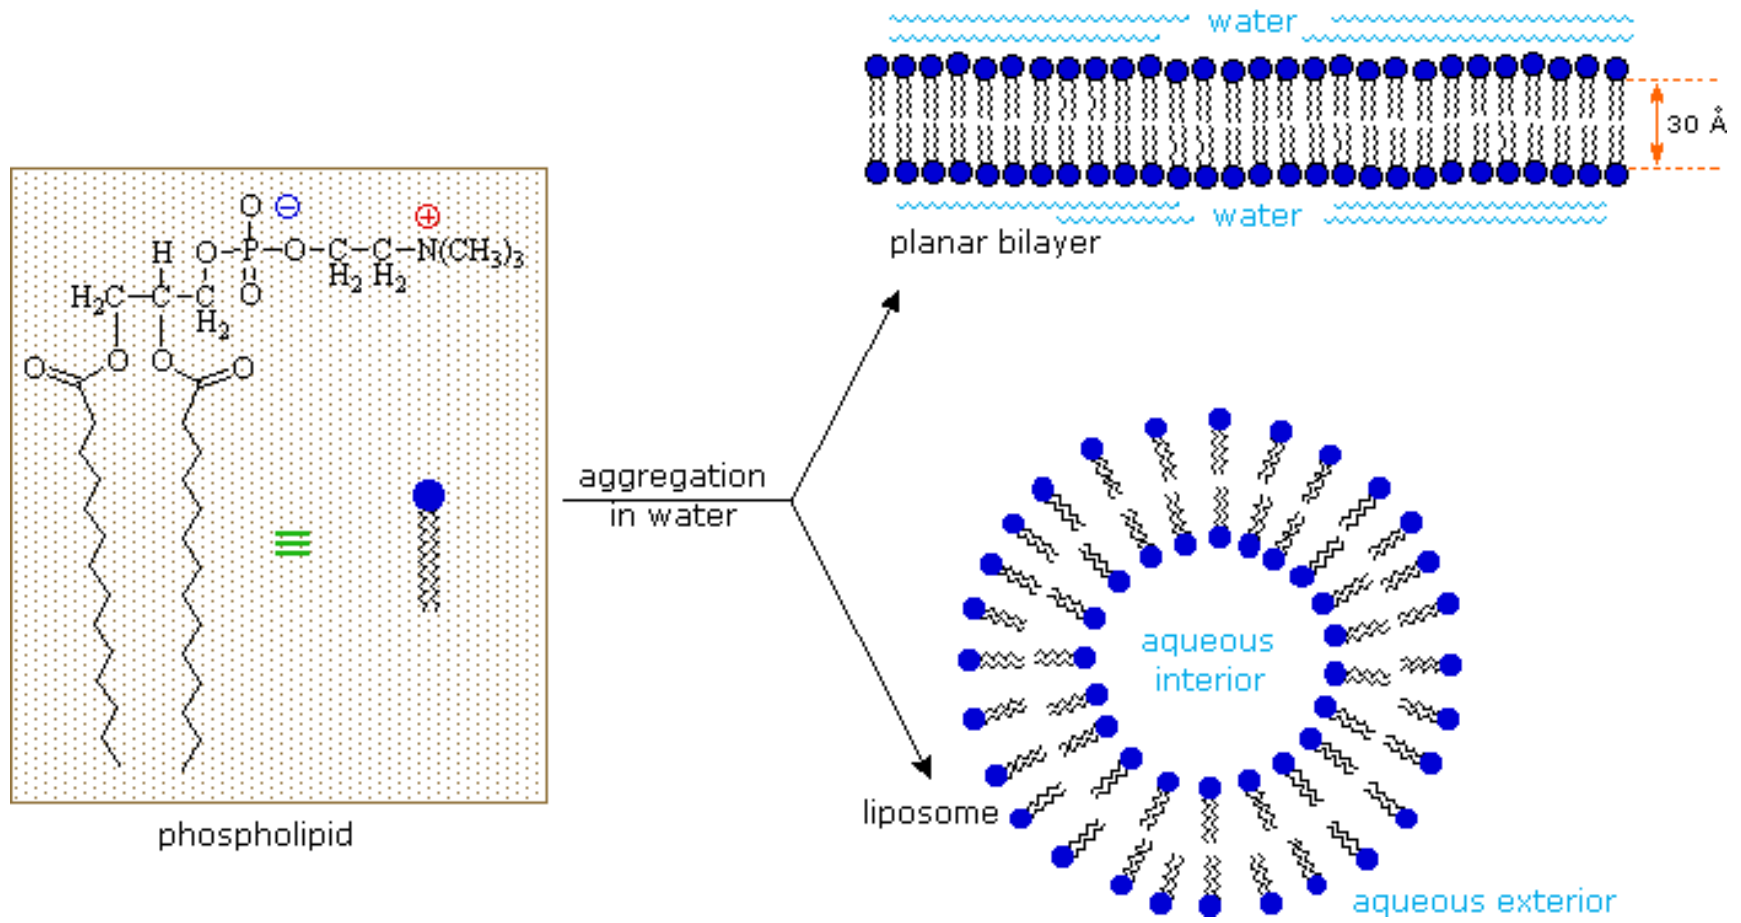 water
30 Å
water
planar bilayer
O ⊖ ⊕
H O–P–O–C–C–N(CH₃)₃
H₂ H₂
H₂C–C–C O
H₂
O O
O O
≡
phospholipid
aggregation
in water
aqueous
interior
liposome
aqueous exterior